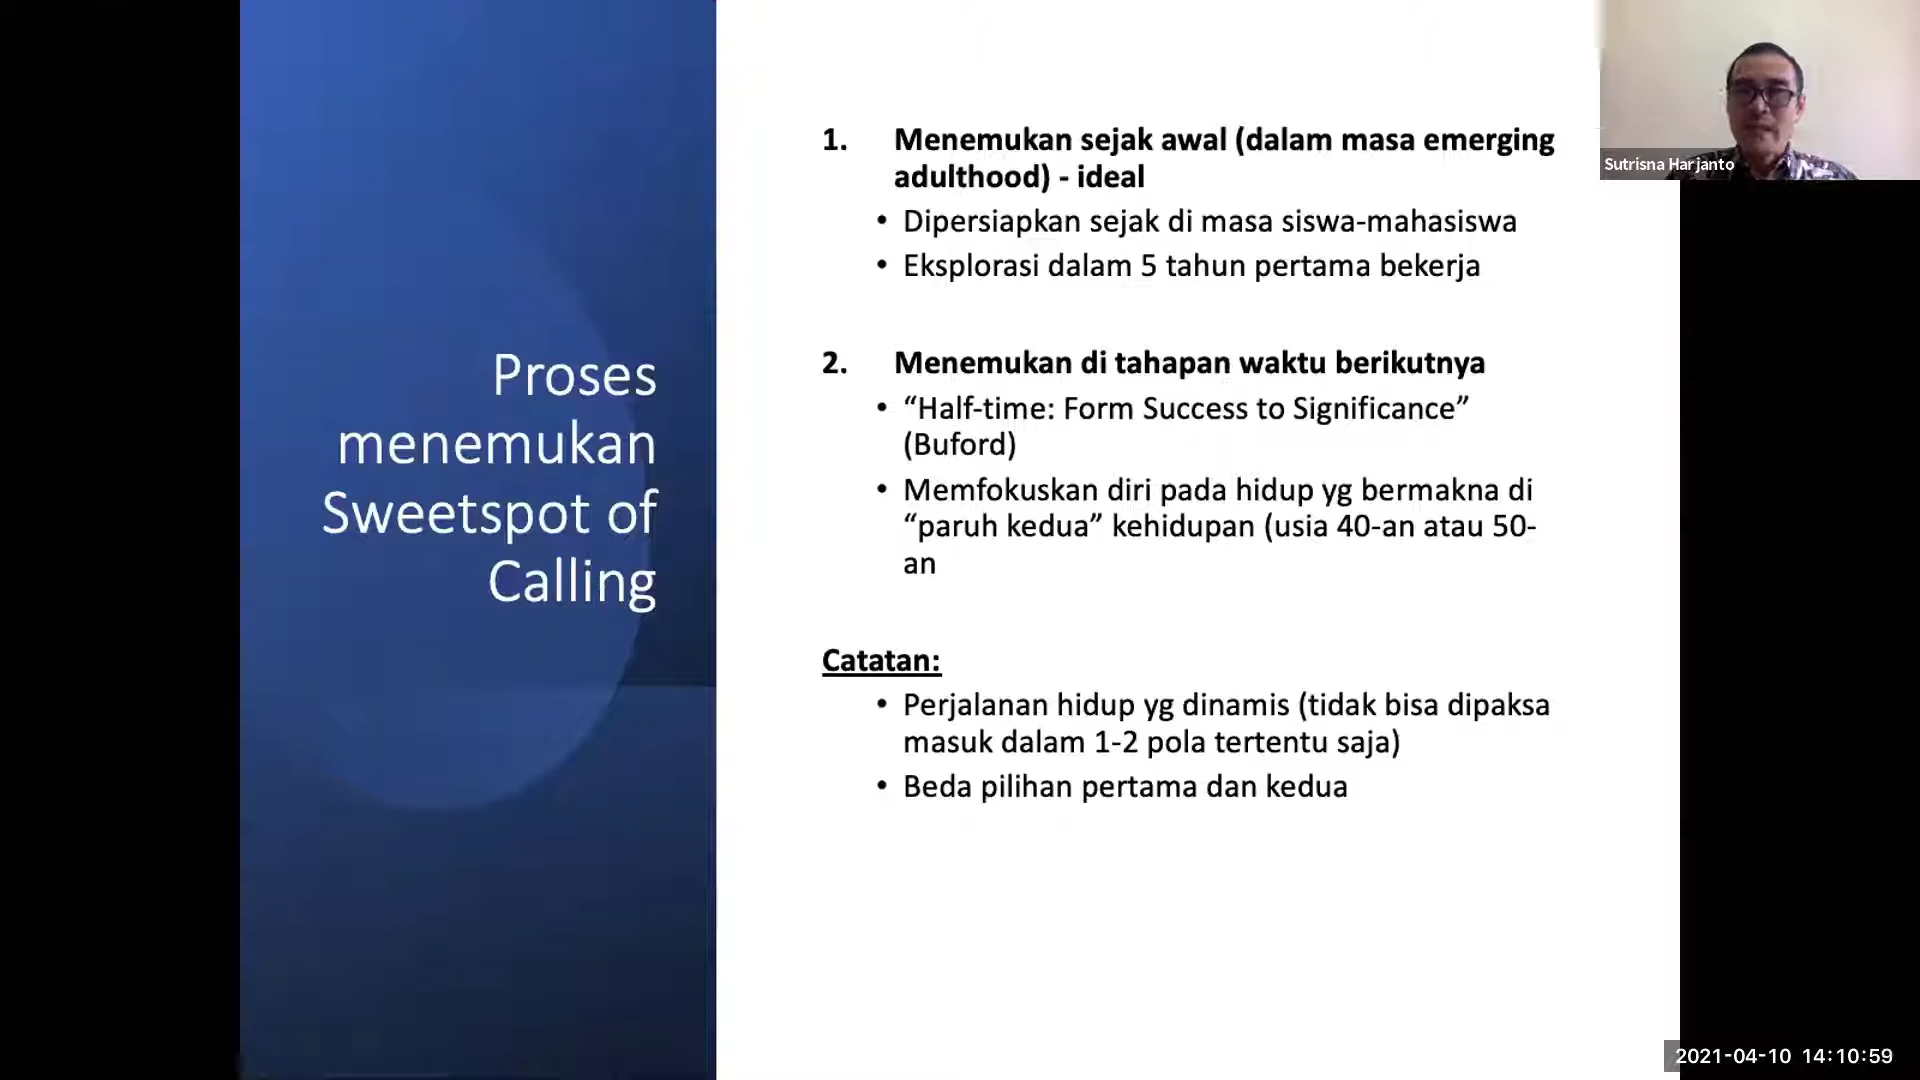 Proses
menemukan
Sweetspot of
Calling
1. Menemukan sejak awal (dalam masa emerging
adulthood) - ideal
• Dipersiapkan sejak di masa siswa-mahasiswa
• Eksplorasi dalam 5 tahun pertama bekerja
2. Menemukan di tahapan waktu berikutnya
• “Half-time: Form Success to Significance”
(Buford)
• Memfokuskan diri pada hidup yg bermakna di
“paruh kedua” kehidupan (usia 40-an atau 50-
an
Catatan:
• Perjalanan hidup yg dinamis (tidak bisa dipaksa
masuk dalam 1-2 pola tertentu saja)
• Beda pilihan pertama dan kedua
Sutrisna Harjanto
2021-04-10 14:10:59